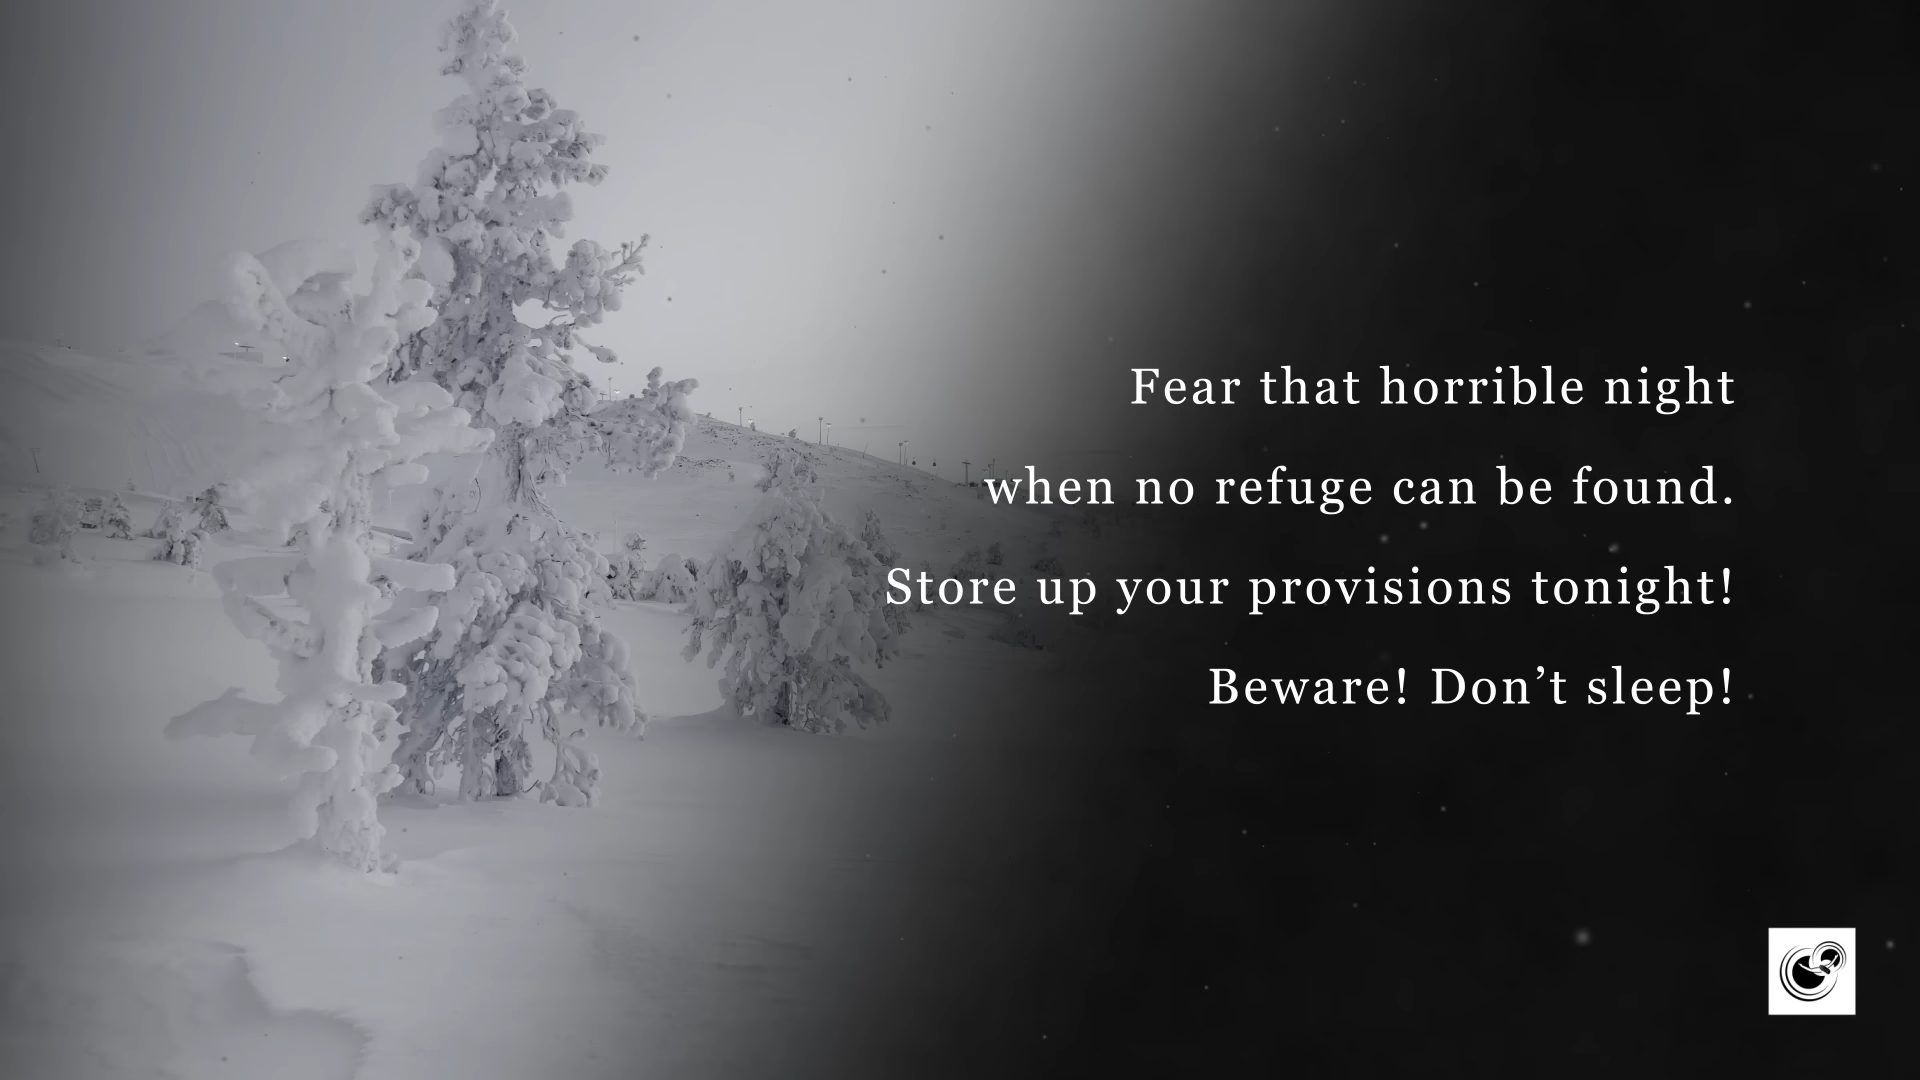 Fear that horrible night
when no refuge can be found.
Store up your provisions tonight!
Beware! Don’t sleep!